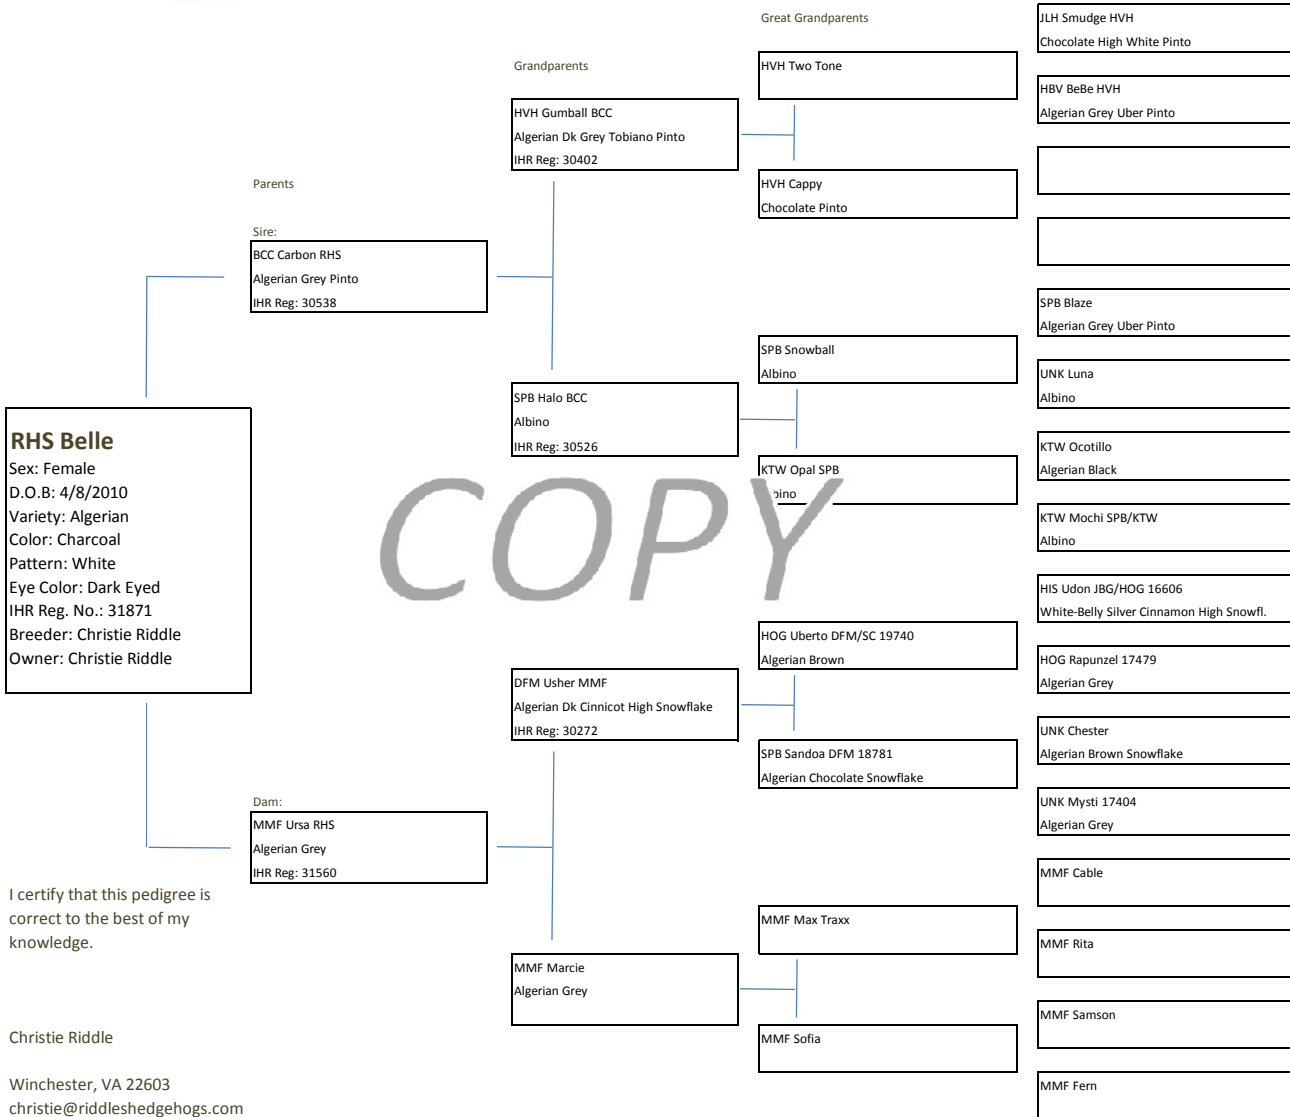 Great Grandparents
JLH Smudge HVH
Chocolate High White Pinto
Grandparents
HVH Two Tone
HBV BeBe HVH
Algerian Grey Uber Pinto
HVH Gumball BCC
Algerian Dk Grey Tobiano Pinto
IHR Reg: 30402
Parents
HVH Cappy
Chocolate Pinto
Sire:
BCC Carbon RHS
Algerian Grey Pinto
IHR Reg: 30538
SPB Blaze
Algerian Grey Uber Pinto
SPB Snowball
Albino
UNK Luna
Albino
SPB Halo BCC
Albino
IHR Reg: 30526
RHS Belle
Sex: Female
D.O.B: 4/8/2010
Variety: Algerian
Color: Charcoal
Pattern: White
Eye Color: Dark Eyed
IHR Reg. No.: 31871
Breeder: Christie Riddle
Owner: Christie Riddle
KTW Ocotillo
Algerian Black
KTW Opal SPB
KTW Mochi SPB/KTW
Albino
COPY
HIS Udon JBG/HOG 16606
White-Belly Silver Cinnamon High Snowfl.
HOG Uberto DFM/SC 19740
Algerian Brown
HOG Rapunzel 17479
Algerian Grey
DFM Usher MMF
Algerian Dk Cinnicot High Snowflake
IHR Reg: 30272
UNK Chester
Algerian Brown Snowflake
SPB Sandoa DFM 18781
Algerian Chocolate Snowflake
UNK Mysti 17404
Algerian Grey
Dam:
MMF Ursa RHS
Algerian Grey
IHR Reg: 31560
MMF Cable
I certify that this pedigree is
correct to the best of my
knowledge.
MMF Max Traxx
MMF Rita
MMF Marcie
Algerian Grey
MMF Samson
MMF Sofia
MMF Fern
Christie Riddle
Winchester, VA 22603
christie@riddleshedgehogs.com